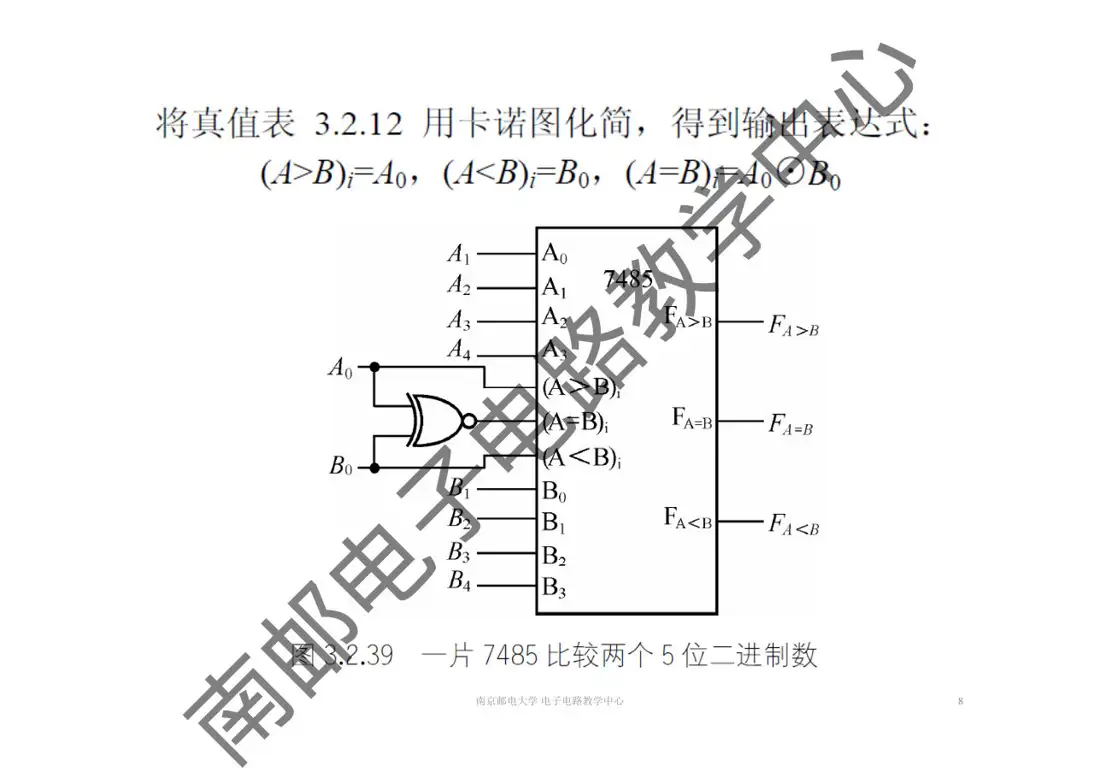 将真值表 3.2.12 用卡诺图化简，得到输出表达式：
(A>B)i=A0，(A<B)i=B0，(A=B)i=A0⊙B0
7485
A1 A0
A2 A1
A3 A2
A4 A3
A0
(A＞B)i
(A=B)i
(A＜B)i
B0
B1 B0
B2 B1
B3 B2
B4 B3
FA>B FA>B
FA=B FA=B
FA<B FA<B
图 3.2.39 一片 7485 比较两个 5 位二进制数
南京邮电大学 电子电路教学中心
8
南邮电子电路教学中心